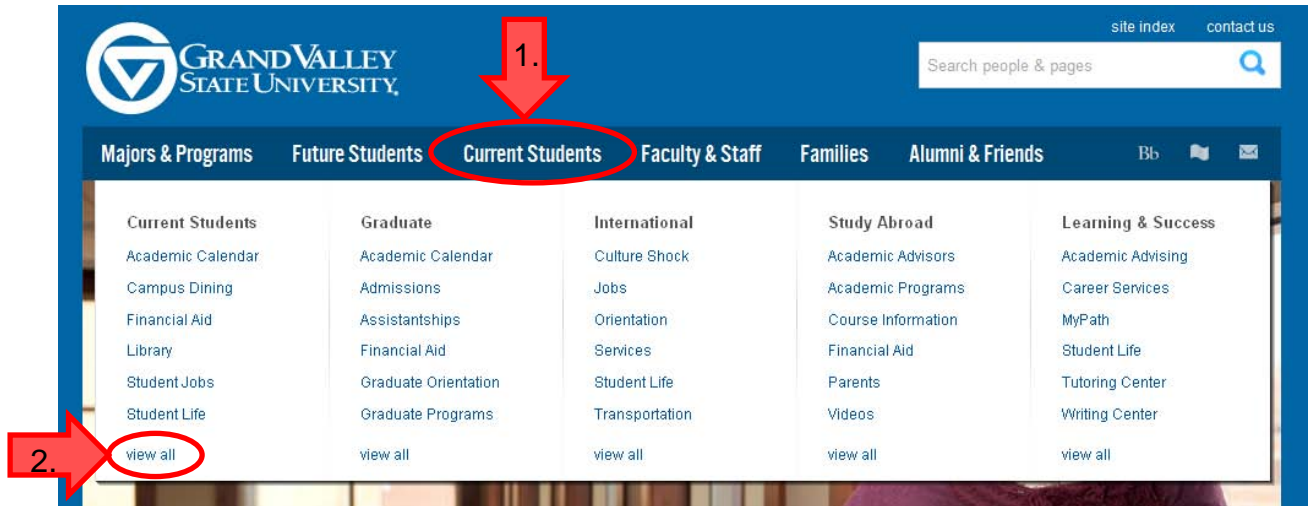 site index contact us
GRAND VALLEY
STATE UNIVERSITY
1.
Search people & pages
Majors & Programs Future Students Current Students Faculty & Staff Families Alumni & Friends Bb
Current Students Graduate International Study Abroad Learning & Success
Academic Calendar Academic Calendar Culture Shock Academic Advisors Academic Advising
Campus Dining Admissions Jobs Academic Programs Career Services
Financial Aid Assistantships Orientation Course Information MyPath
Library Financial Aid Services Financial Aid Student Life
Student Jobs Graduate Orientation Student Life Parents Tutoring Center
Student Life Graduate Programs Transportation Videos Writing Center
2. view all view all view all view all view all